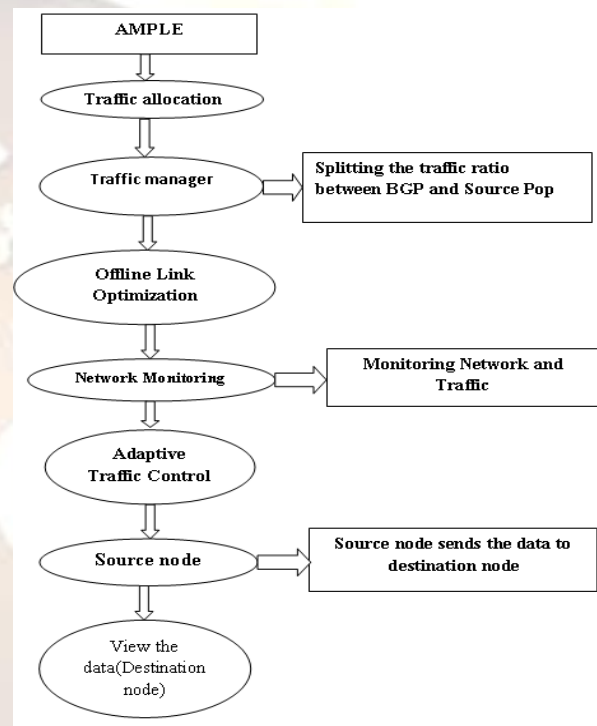 AMPLE
Traffic allocation
Traffic manager
Splitting the traffic ratio
between BGP and Source Pop
Offline Link
Optimization
Network Monitoring
Monitoring Network and
Traffic
Adaptive
Traffic Control
Source node
Source node sends the data to
destination node
View the
data(Destination
node)